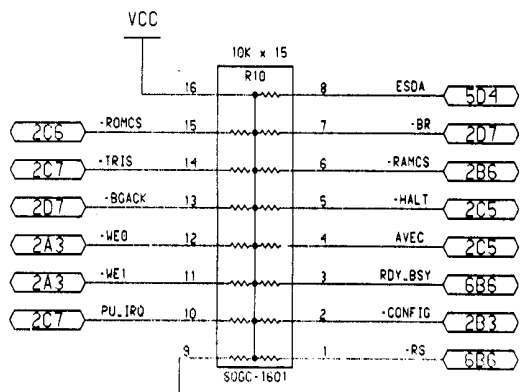 VCC
10K x 15
R10
16 8 ESDA 5D4
2C6 -ROMCS 15 7 -BR 2D7
2C7 -TRIS 14 6 -RAMCS 2B6
2D7 -BGACK 13 5 -HALT 2C5
2A3 -WE0 12 4 AVEC 2C5
2A3 -WE1 11 3 RDY_BSY 6B6
2C7 PU_IRQ 10 2 -CONFIG 2B3
9 1 -RS 6B6
SOGC-1601